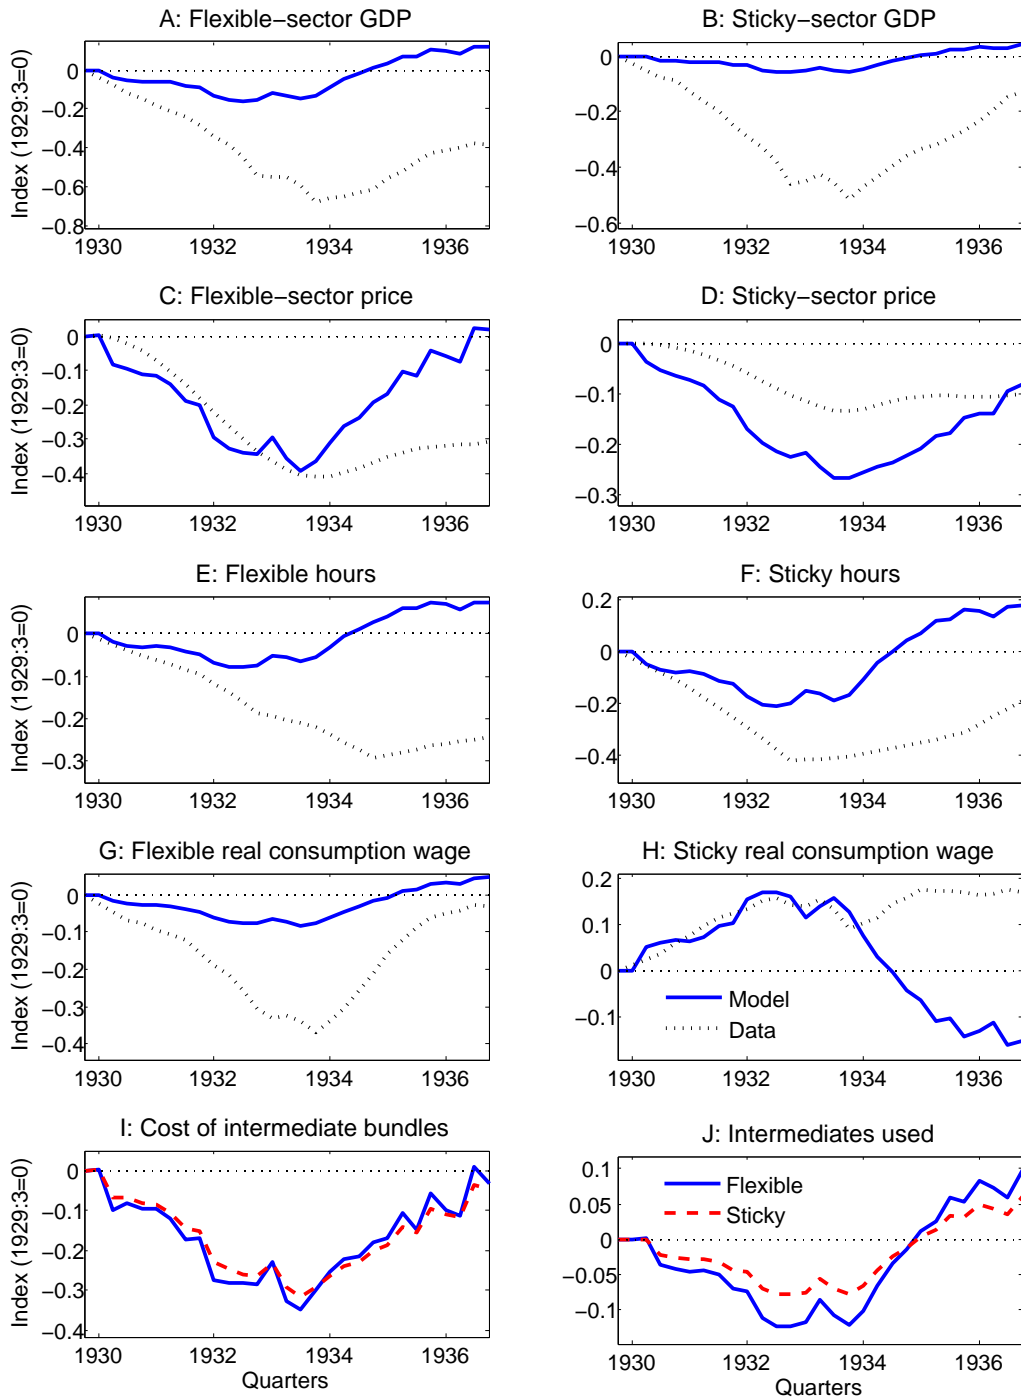 A: Flexible−sector GDP
Index (1929:3=0)
0
−0.2
−0.4
−0.6
−0.8
1930 1932 1934 1936
B: Sticky−sector GDP
0
−0.2
−0.4
−0.6
1930 1932 1934 1936
C: Flexible−sector price
Index (1929:3=0)
0
−0.1
−0.2
−0.3
−0.4
1930 1932 1934 1936
D: Sticky−sector price
0
−0.1
−0.2
−0.3
1930 1932 1934 1936
E: Flexible hours
Index (1929:3=0)
0
−0.1
−0.2
−0.3
1930 1932 1934 1936
F: Sticky hours
0.2
0
−0.2
−0.4
1930 1932 1934 1936
G: Flexible real consumption wage
Index (1929:3=0)
0
−0.1
−0.2
−0.3
−0.4
1930 1932 1934 1936
H: Sticky real consumption wage
0.2
0.1
0
−0.1
Model
Data
1930 1932 1934 1936
I: Cost of intermediate bundles
Index (1929:3=0)
0
−0.1
−0.2
−0.3
−0.4
1930 1932 1934 1936
Quarters
J: Intermediates used
0.1
0.05
0
−0.05
−0.1
Flexible
Sticky
1930 1932 1934 1936
Quarters